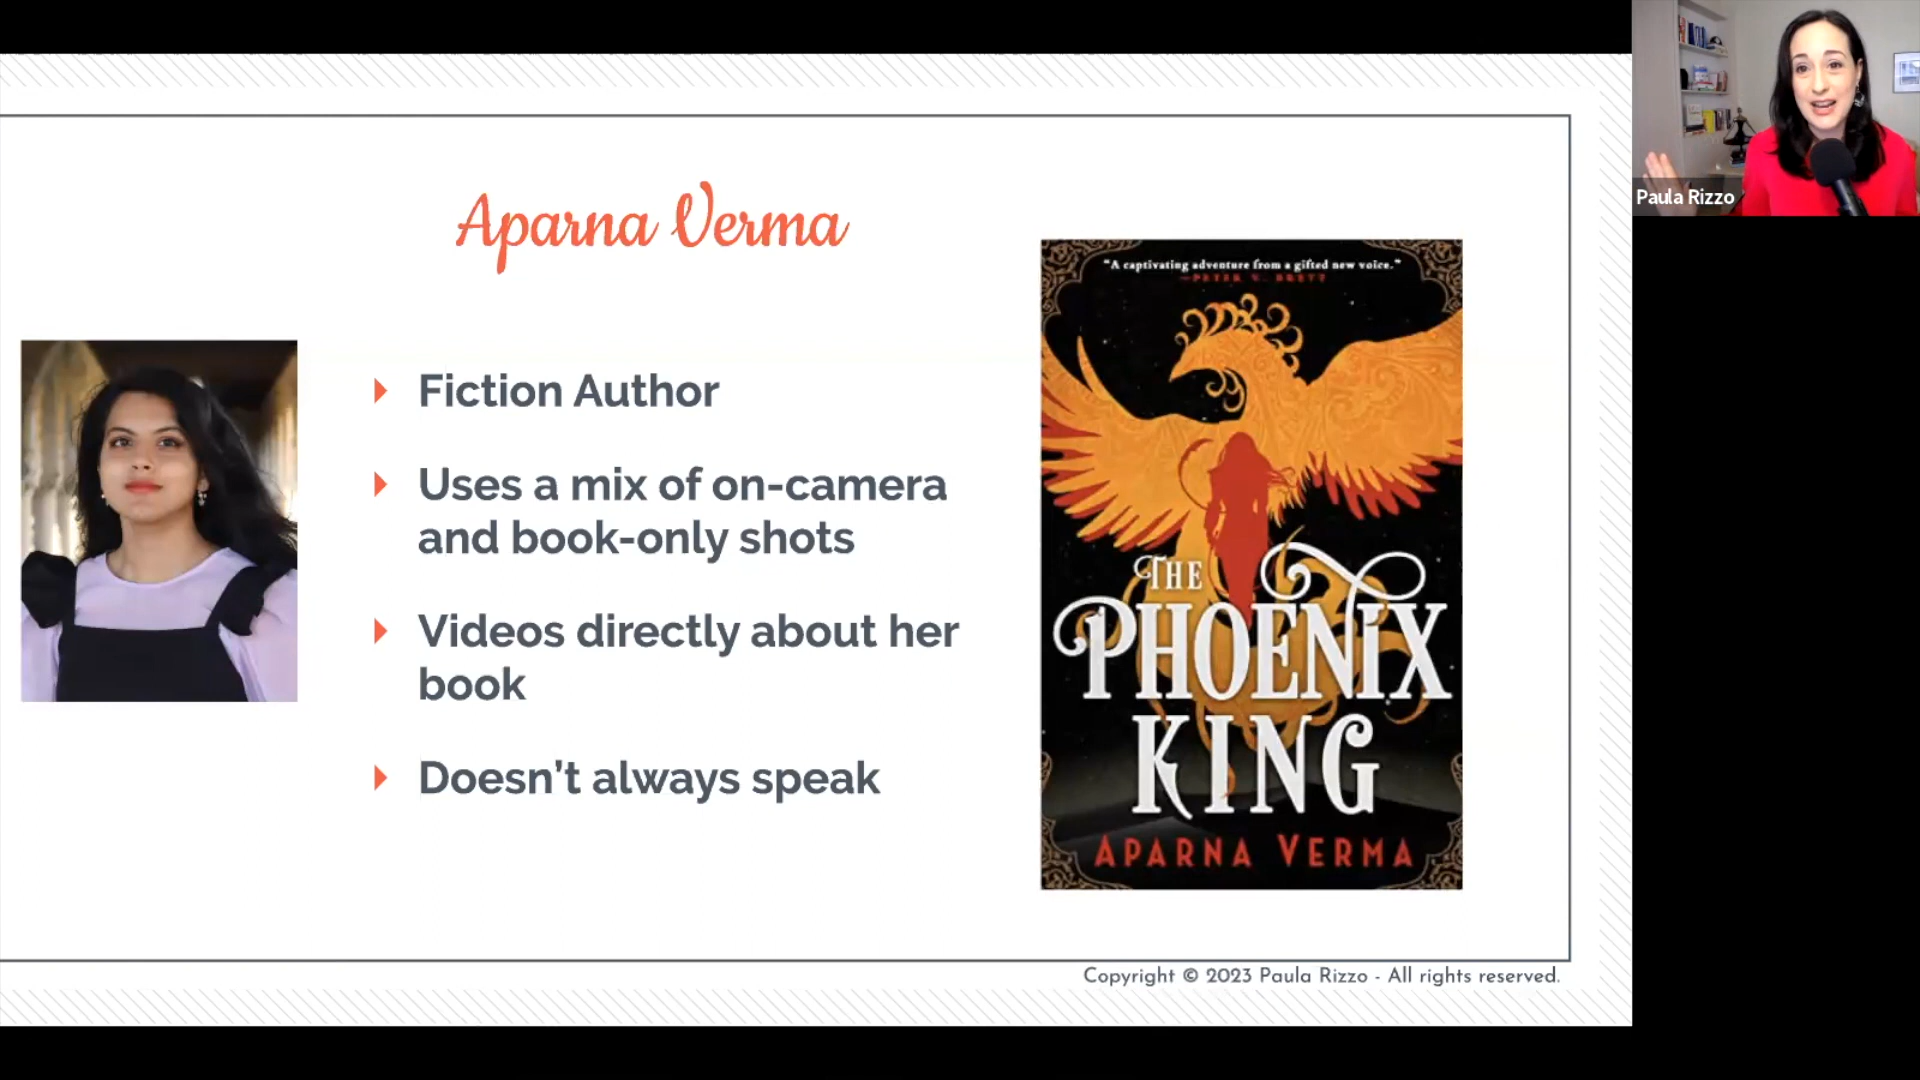 Aparna Verma
Fiction Author
Uses a mix of on-camera
and book-only shots
Videos directly about her
book
Doesn't always speak
"A captivating adventure from a gifted new voice."
—PETER V. BRETT
THE
PHOENIX
KING
APARNA VERMA
Copyright © 2023 Paula Rizzo - All rights reserved.
Paula Rizzo